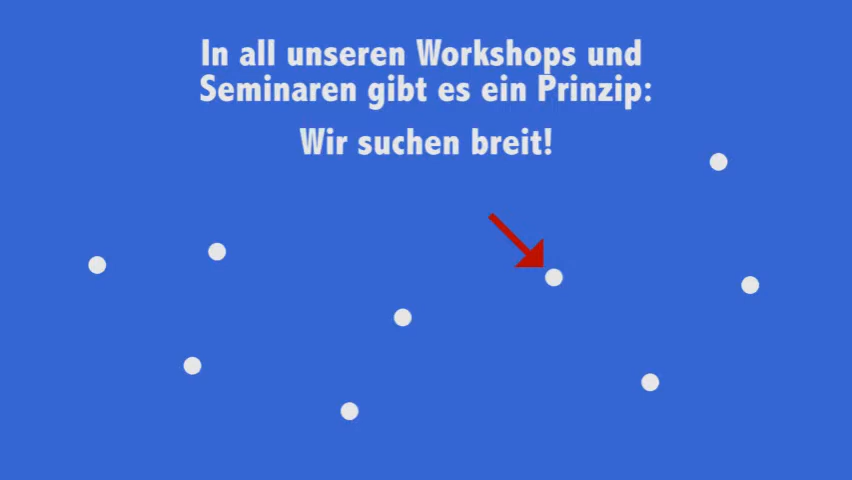 In all unseren Workshops und
Seminaren gibt es ein Prinzip:
Wir suchen breit!